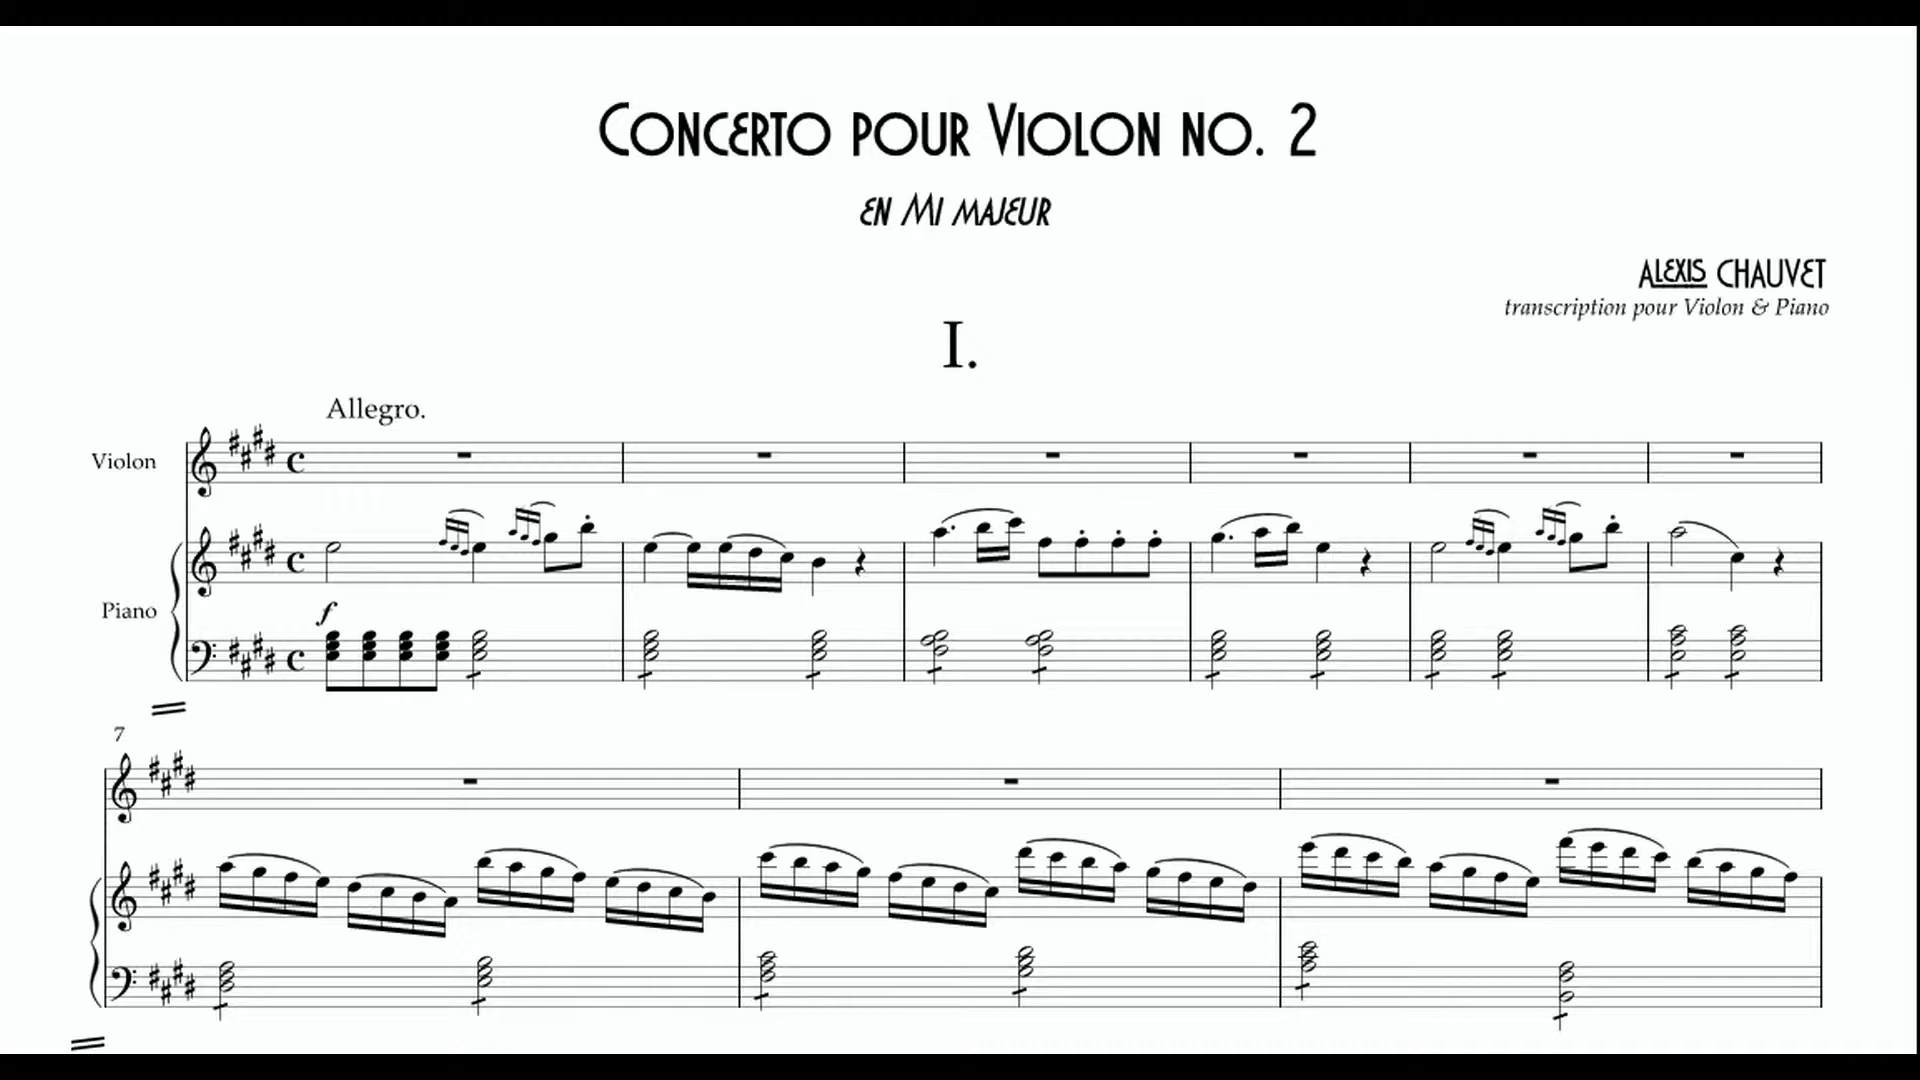 CONCERTO POUR VIOLON NO. 2
EN MI MAJEUR
ALEXIS CHAUVET
transcription pour Violon & Piano
I.
Allegro.
Violon
Piano
f
7